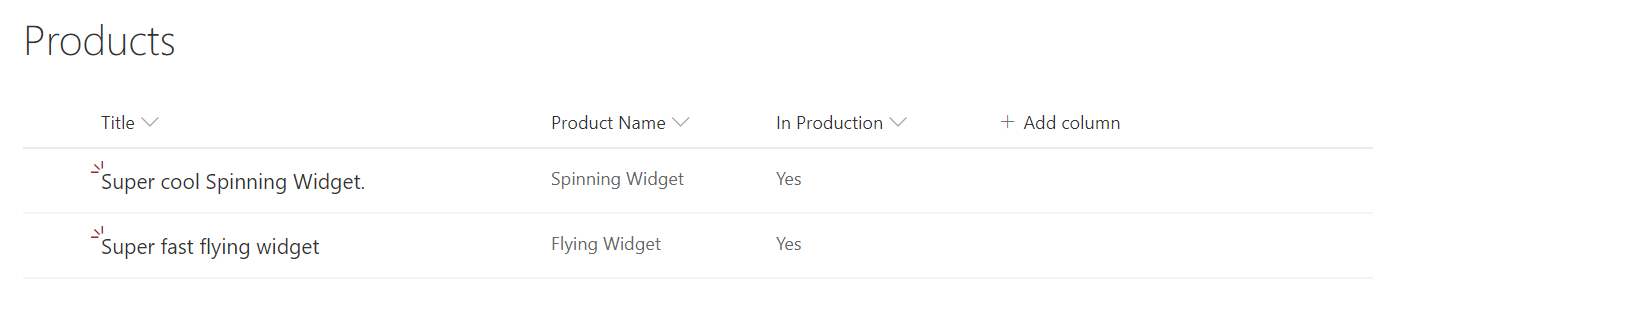 Products
Title Product Name In Production + Add column
Super cool Spinning Widget. Spinning Widget Yes
Super fast flying widget Flying Widget Yes